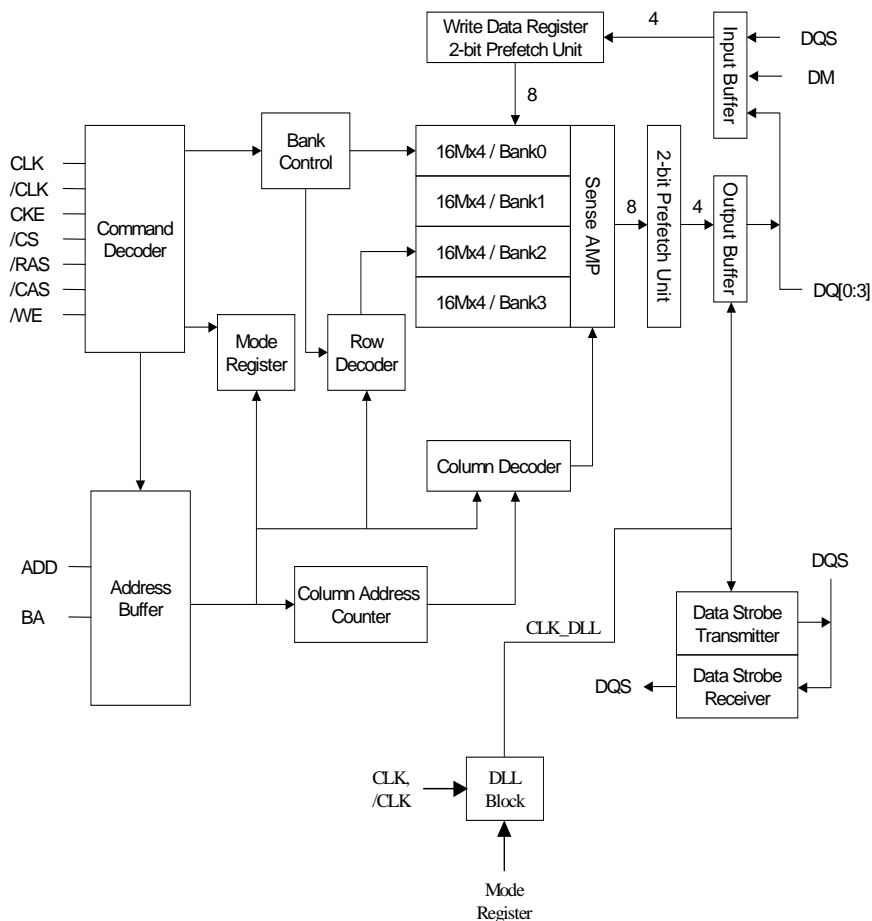 Write Data Register
2-bit Prefetch Unit
4
Input Buffer
DQS
DM
8
Bank
Control
16Mx4 / Bank0
16Mx4 / Bank1
16Mx4 / Bank2
16Mx4 / Bank3
Sense AMP
8
2-bit Prefetch Unit
4
Output Buffer
DQ[0:3]
CLK
/CLK
CKE
/CS
/RAS
/CAS
/WE
Command
Decoder
Mode
Register
Row
Decoder
Column Decoder
ADD
BA
Address
Buffer
Column Address
Counter
CLK_DLL
DQS
Data Strobe
Transmitter
Data Strobe
Receiver
DQS
CLK,
/CLK
DLL
Block
Mode
Register